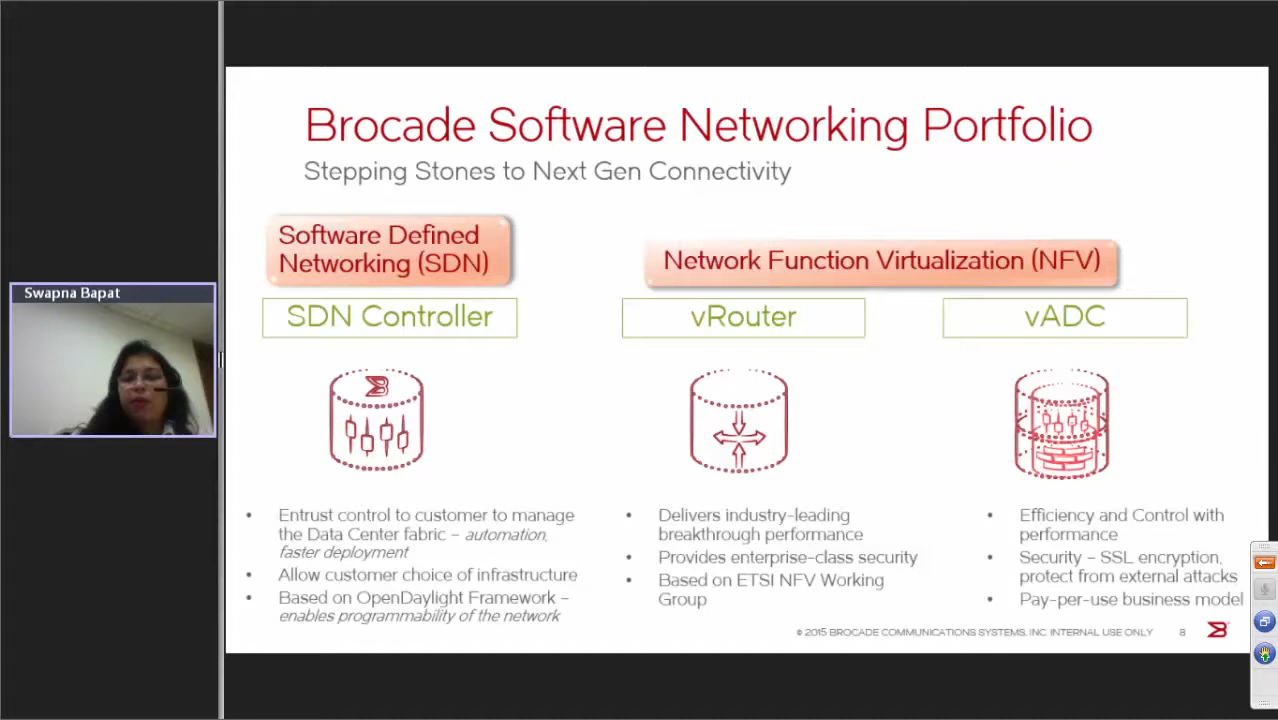 Swapna Bapat
Brocade Software Networking Portfolio
Stepping Stones to Next Gen Connectivity
Software Defined
Networking (SDN)
Network Function Virtualization (NFV)
SDN Controller
vRouter
vADC
• Entrust control to customer to manage
the Data Center fabric – automation,
faster deployment
• Allow customer choice of infrastructure
• Based on OpenDaylight Framework –
enables programmability of the network
• Delivers industry-leading
breakthrough performance
• Provides enterprise-class security
• Based on ETSI NFV Working
Group
• Efficiency and Control with
performance
• Security – SSL encryption,
protect from external attacks
• Pay-per-use business model
© 2015 BROCADE COMMUNICATIONS SYSTEMS, INC. INTERNAL USE ONLY
8